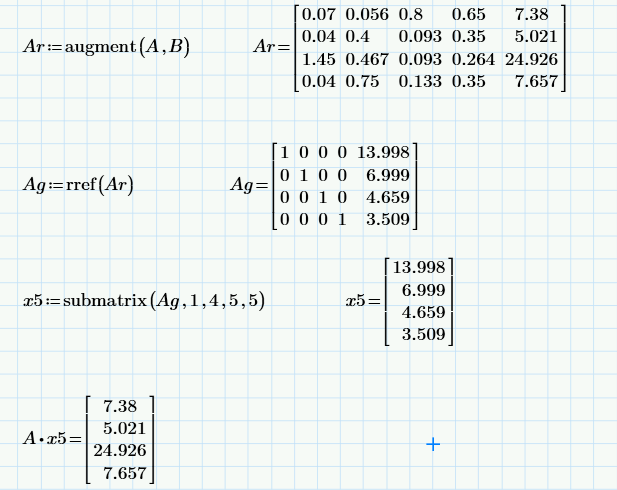 Ar:=augment(A,B) Ar=[0.07 0.056 0.8 0.65 7.38
0.04 0.4 0.093 0.35 5.021
1.45 0.467 0.093 0.264 24.926
0.04 0.75 0.133 0.35 7.657]
Ag:=rref(Ar) Ag=[1 0 0 0 13.998
0 1 0 0 6.999
0 0 1 0 4.659
0 0 0 1 3.509]
x5:=submatrix(Ag,1,4,5,5) x5=[13.998
6.999
4.659
3.509]
A·x5=[7.38
5.021
24.926
7.657]